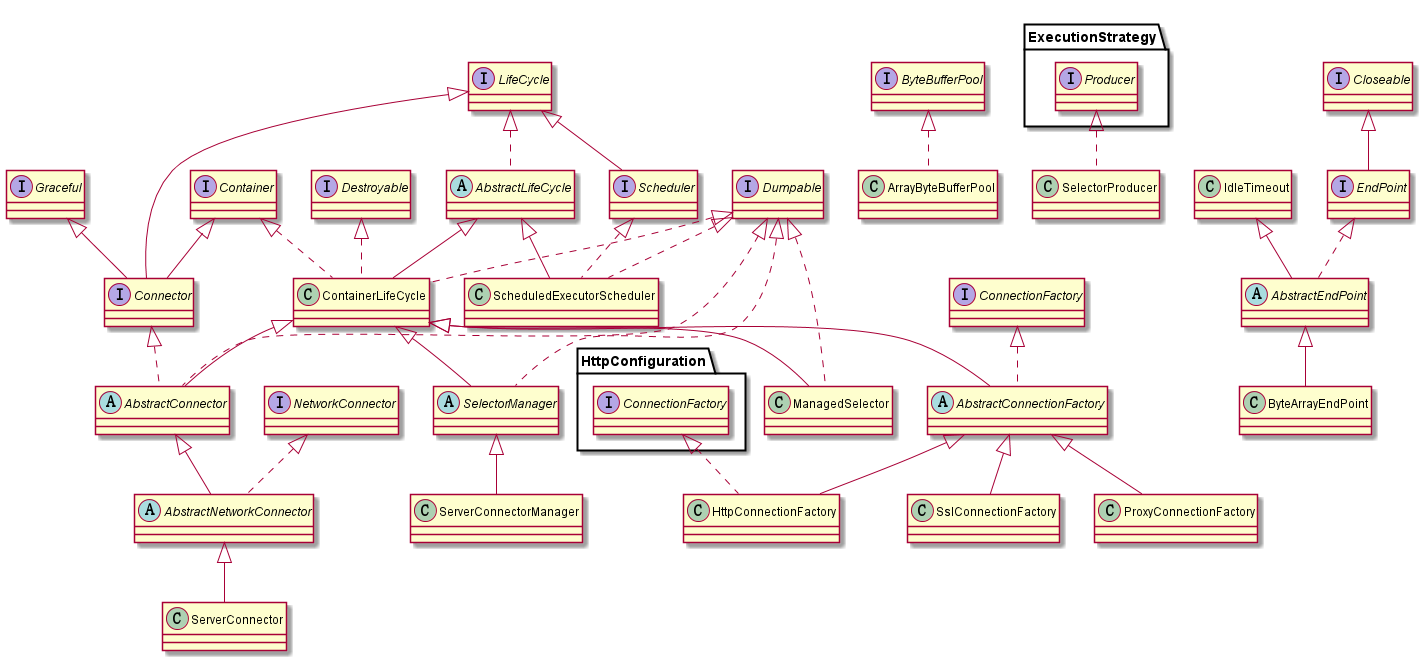 ExecutionStrategy
I LifeCycle
I ByteBufferPool
I Producer
I Closeable
I Graceful
I Container
I Destroyable
A AbstractLifeCycle
I Scheduler
I Dumpable
C ArrayByteBufferPool
C SelectorProducer
C IdleTimeout
I EndPoint
I Connector
C ContainerLifeCycle
C ScheduledExecutorScheduler
I ConnectionFactory
A AbstractEndPoint
HttpConfiguration
A AbstractConnector
I NetworkConnector
A SelectorManager
I ConnectionFactory
C ManagedSelector
A AbstractConnectionFactory
C ByteArrayEndPoint
A AbstractNetworkConnector
C ServerConnectorManager
C HttpConnectionFactory
C SslConnectionFactory
C ProxyConnectionFactory
C ServerConnector